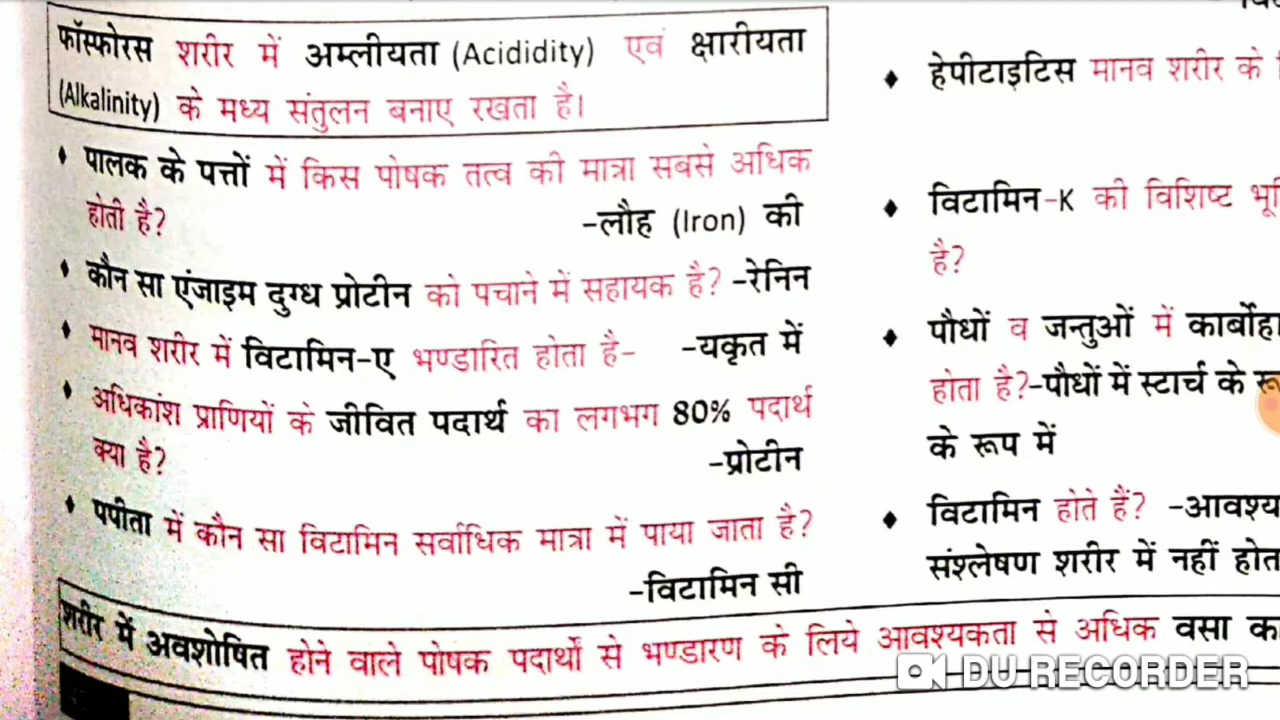 फॉस्फोरस शरीर में अम्लीयता (Acididity) एवं क्षारीयता
(Alkalinity) के मध्य संतुलन बनाए रखता है।
♦ पालक के पत्तों में किस पोषक तत्व की मात्रा सबसे अधिक
होती है? -लौह (Iron) की
♦ कौन सा एंजाइम दुग्ध प्रोटीन को पचाने में सहायक है? -रेनिन
♦ मानव शरीर में विटामिन-ए भण्डारित होता है- -यकृत में
♦ अधिकांश प्राणियों के जीवित पदार्थ का लगभग 80% पदार्थ
क्या है? -प्रोटीन
♦ पपीता में कौन सा विटामिन सर्वाधिक मात्रा में पाया जाता है?
-विटामिन सी
♦ हेपीटाइटिस मानव शरीर के
♦ विटामिन-K की विशिष्ट
है?
♦ पौधों व जन्तुओं में
होता है?-पौधों में स्टार्च के
के रूप में
♦ विटामिन होते हैं?
संश्लेषण शरीर में नहीं
शरीर में अवशोषित होने वाले पोषक पदार्थों से भण्डारण के लिये आवश्यकता से अधिक वसा
DU RECORDER